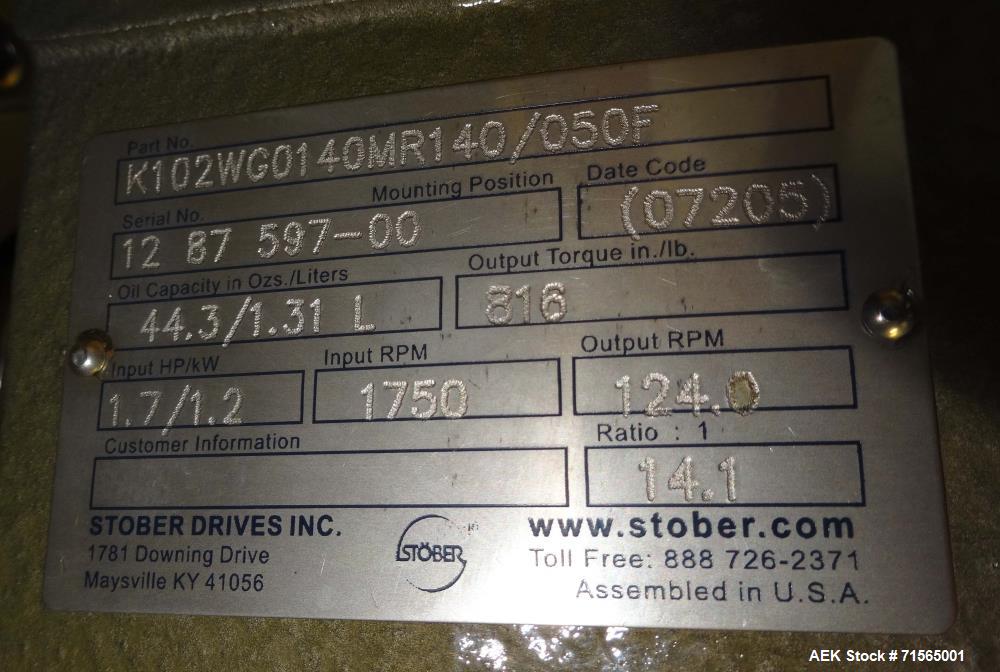 Part No.
K102WG0140MR140/050F
Serial No. Mounting Position Date Code
12 87 597-00 (07205)
Oil Capacity in Ozs./Liters Output Torque in./lb.
44.3/1.31 L 816
Input HP/kW Input RPM Output RPM
1.7/1.2 1750 124.0
Customer Information Ratio : 1
14.1
STOBER DRIVES INC. STÖBER www.stober.com
1781 Downing Drive Toll Free: 888 726-2371
Maysville KY 41056 Assembled in U.S.A.
AEK Stock #71565001